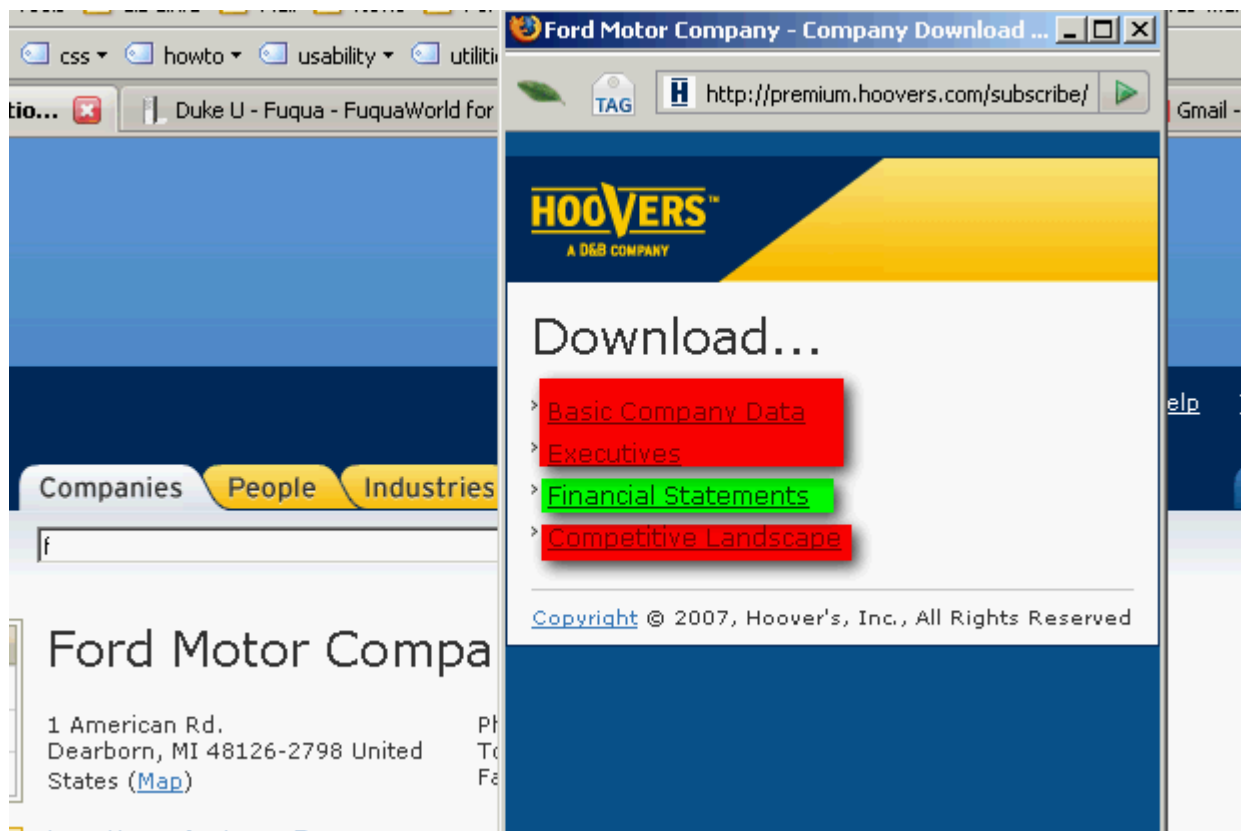 css howto usability
tio... Duke U - Fuqua - FuquaWorld for
Ford Motor Company - Company Download ...
TAG H http://premium.hoovers.com/subscribe/
Gmail -
HOOVERS™
A D&B COMPANY
Download...
Basic Company Data
Executives
Financial Statements
Competitive Landscape
Copyright © 2007, Hoover's, Inc., All Rights Reserved
elp
Companies People Industries
f
Ford Motor Compa
1 American Rd.
Dearborn, MI 48126-2798 United
States (Map)